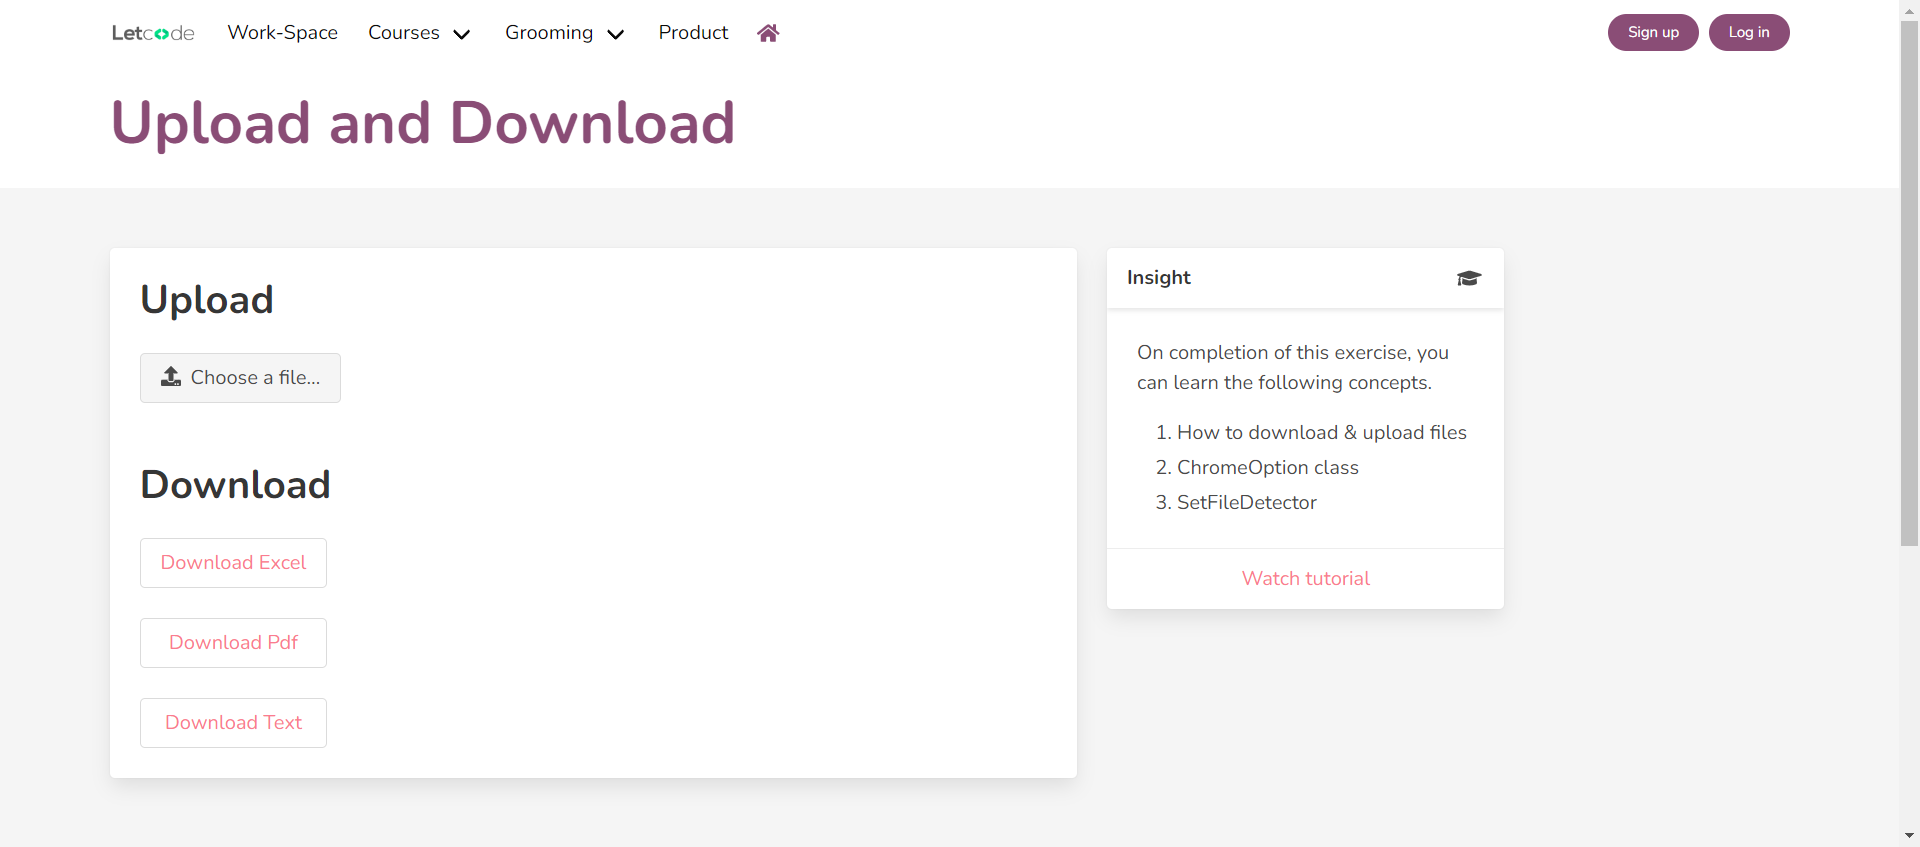 Letcode Work-Space Courses Grooming Product Sign up Log in
Upload and Download
Upload
Choose a file...
Download
Download Excel
Download Pdf
Download Text
Insight
On completion of this exercise, you
can learn the following concepts.
1. How to download & upload files
2. ChromeOption class
3. SetFileDetector
Watch tutorial